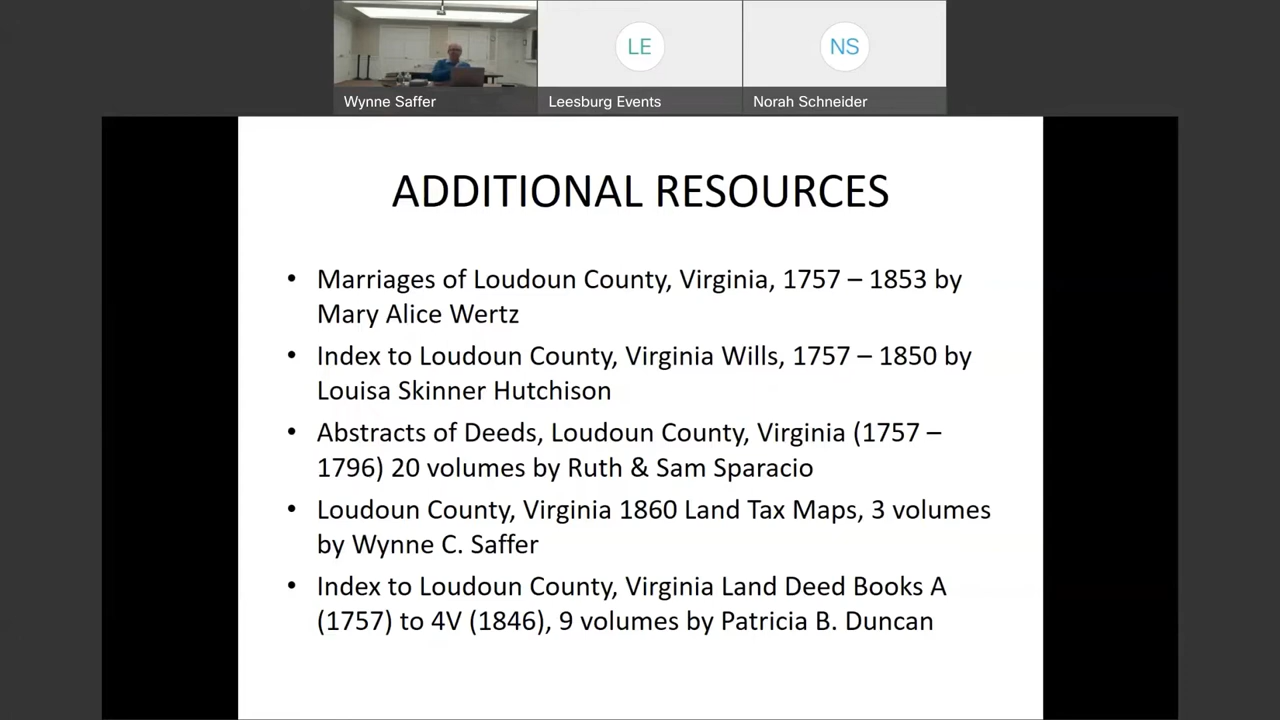 LE
NS
Wynne Saffer
Leesburg Events
Norah Schneider
ADDITIONAL RESOURCES
• Marriages of Loudoun County, Virginia, 1757 – 1853 by
Mary Alice Wertz
• Index to Loudoun County, Virginia Wills, 1757 – 1850 by
Louisa Skinner Hutchison
• Abstracts of Deeds, Loudoun County, Virginia (1757 –
1796) 20 volumes by Ruth & Sam Sparacio
• Loudoun County, Virginia 1860 Land Tax Maps, 3 volumes
by Wynne C. Saffer
• Index to Loudoun County, Virginia Land Deed Books A
(1757) to 4V (1846), 9 volumes by Patricia B. Duncan